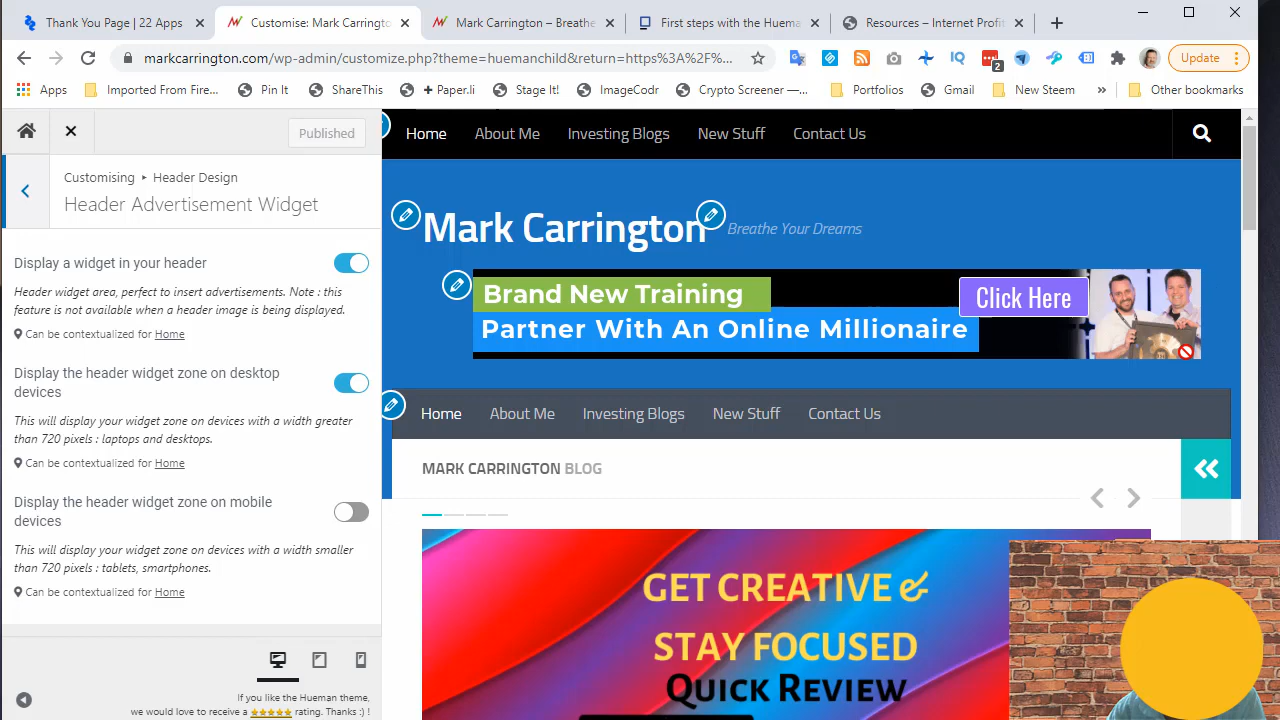 Thank You Page | 22 Apps
Customise: Mark Carringto
Mark Carrington – Breathe
First steps with the Huema
Resources – Internet Profit
markcarrington.com/wp-admin/customize.php?theme=huemanhild&return=https%3A%2F%...
2
Update
Apps
Imported From Fire...
Pin It
ShareThis
+ Paper.li
Stage It!
ImageCodr
Crypto Screener —...
Portfolios
Gmail
New Steem
»
Other bookmarks
Published
Customising ▸ Header Design
Header Advertisement Widget
Display a widget in your header
Header widget area, perfect to insert advertisements. Note : this
feature is not available when a header image is being displayed.
Can be contextualized for Home
Display the header widget zone on desktop
devices
This will display your widget zone on devices with a width greater
than 720 pixels : laptops and desktops.
Can be contextualized for Home
Display the header widget zone on mobile
devices
This will display your widget zone on devices with a width smaller
than 720 pixels : tablets, smartphones.
Can be contextualized for Home
If you like the Hueman theme,
we would love to receive a ★★★★★ rating. Thanks :) !
Home About Me Investing Blogs New Stuff Contact Us
Mark Carrington
Breathe Your Dreams
Brand New Training
Click Here
Partner With An Online Millionaire
Home About Me Investing Blogs New Stuff Contact Us
MARK CARRINGTON BLOG
GET CREATIVE &
STAY FOCUSED
QUICK REVIEW